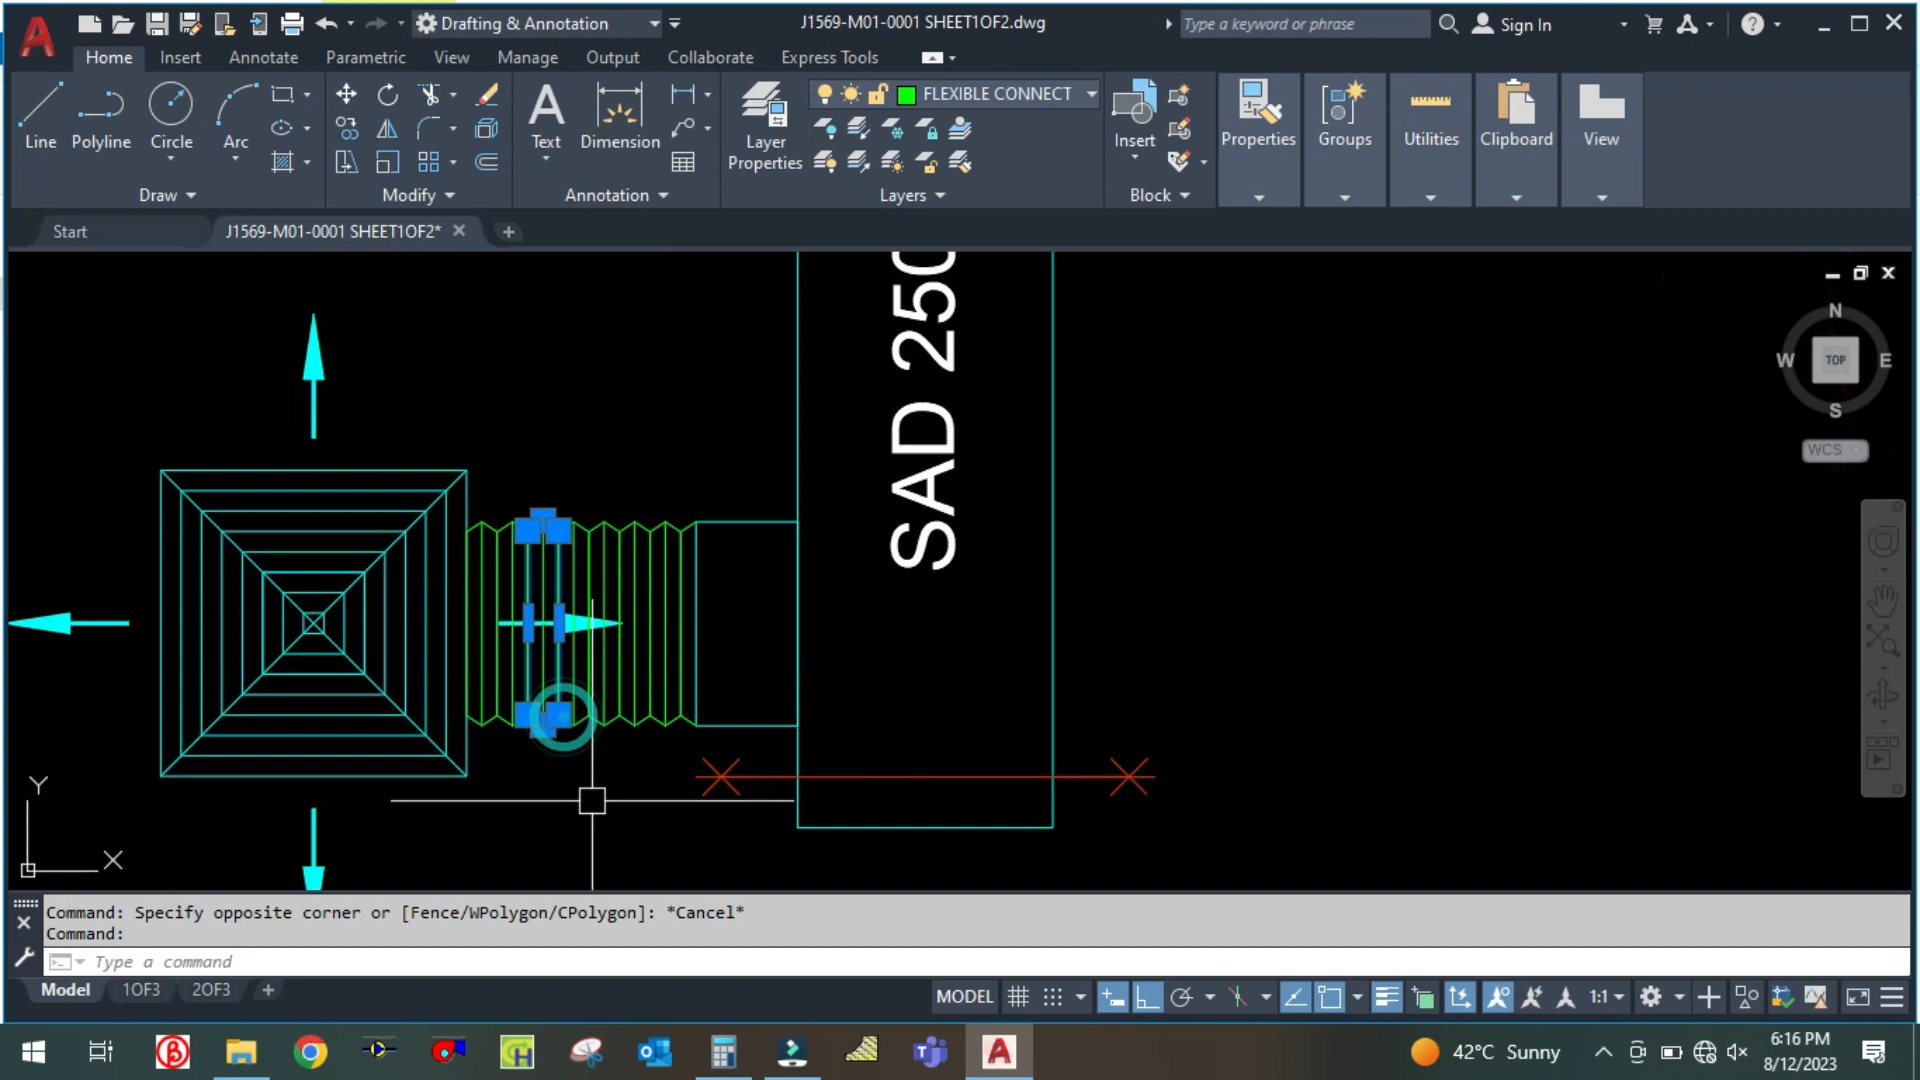 Drafting & Annotation
J1569-M01-0001 SHEET1OF2.dwg
Type a keyword or phrase
Sign In
Home Insert Annotate Parametric View Manage Output Collaborate Express Tools
FLEXIBLE CONNECT
Line Polyline Circle Arc
Text Dimension
Layer Properties
Insert
Properties Groups Utilities Clipboard View
Draw Modify Annotation Layers Block
Start J1569-M01-0001 SHEET1OF2*
SAD 250
N
W TOP E
S
WCS
Y
X
Command: Specify opposite corner or [Fence/WPolygon/CPolygon]: *Cancel*
Command:
Type a command
Model 1OF3 2OF3
MODEL 1:1
42°C Sunny
6:16 PM
8/12/2023